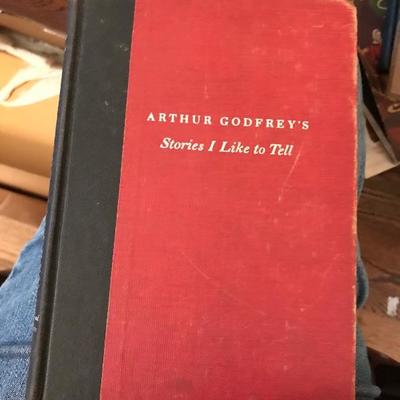 ARTHUR GODFREY'S
Stories I Like to Tell